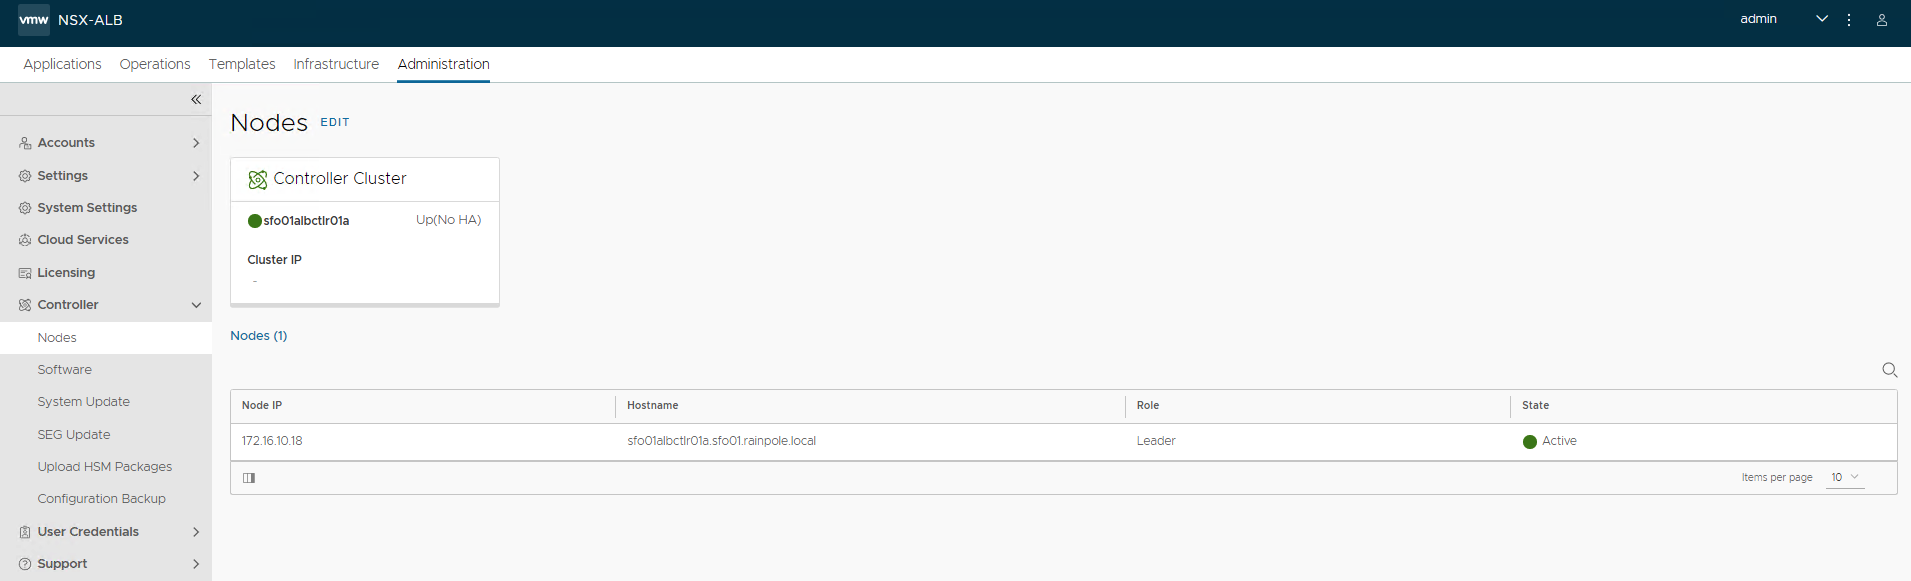 vmw NSX-ALB admin
Applications Operations Templates Infrastructure Administration
Accounts
Settings
System Settings
Cloud Services
Licensing
Controller
Nodes
Software
System Update
SEG Update
Upload HSM Packages
Configuration Backup
User Credentials
Support
Nodes EDIT
Controller Cluster
sfo01albctlr01a Up(No HA)
Cluster IP
-
Nodes (1)
Node IP Hostname Role State
172.16.10.18 sfo01albctlr01a.sfo01.rainpole.local Leader Active
Items per page 10